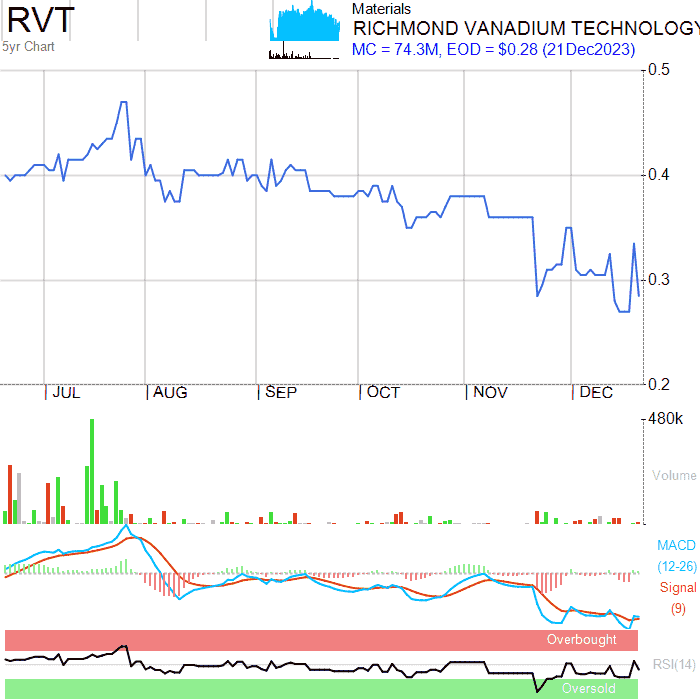 RVT
5yr Chart
Materials
RICHMOND VANADIUM TECHNOLOGY
MC = 74.3M, EOD = $0.28 (21Dec2023)
0.5
0.4
0.3
0.2
JUL AUG SEP OCT NOV DEC
480k
Volume
MACD
(12-26)
Signal
(9)
Overbought
RSI(14)
Oversold